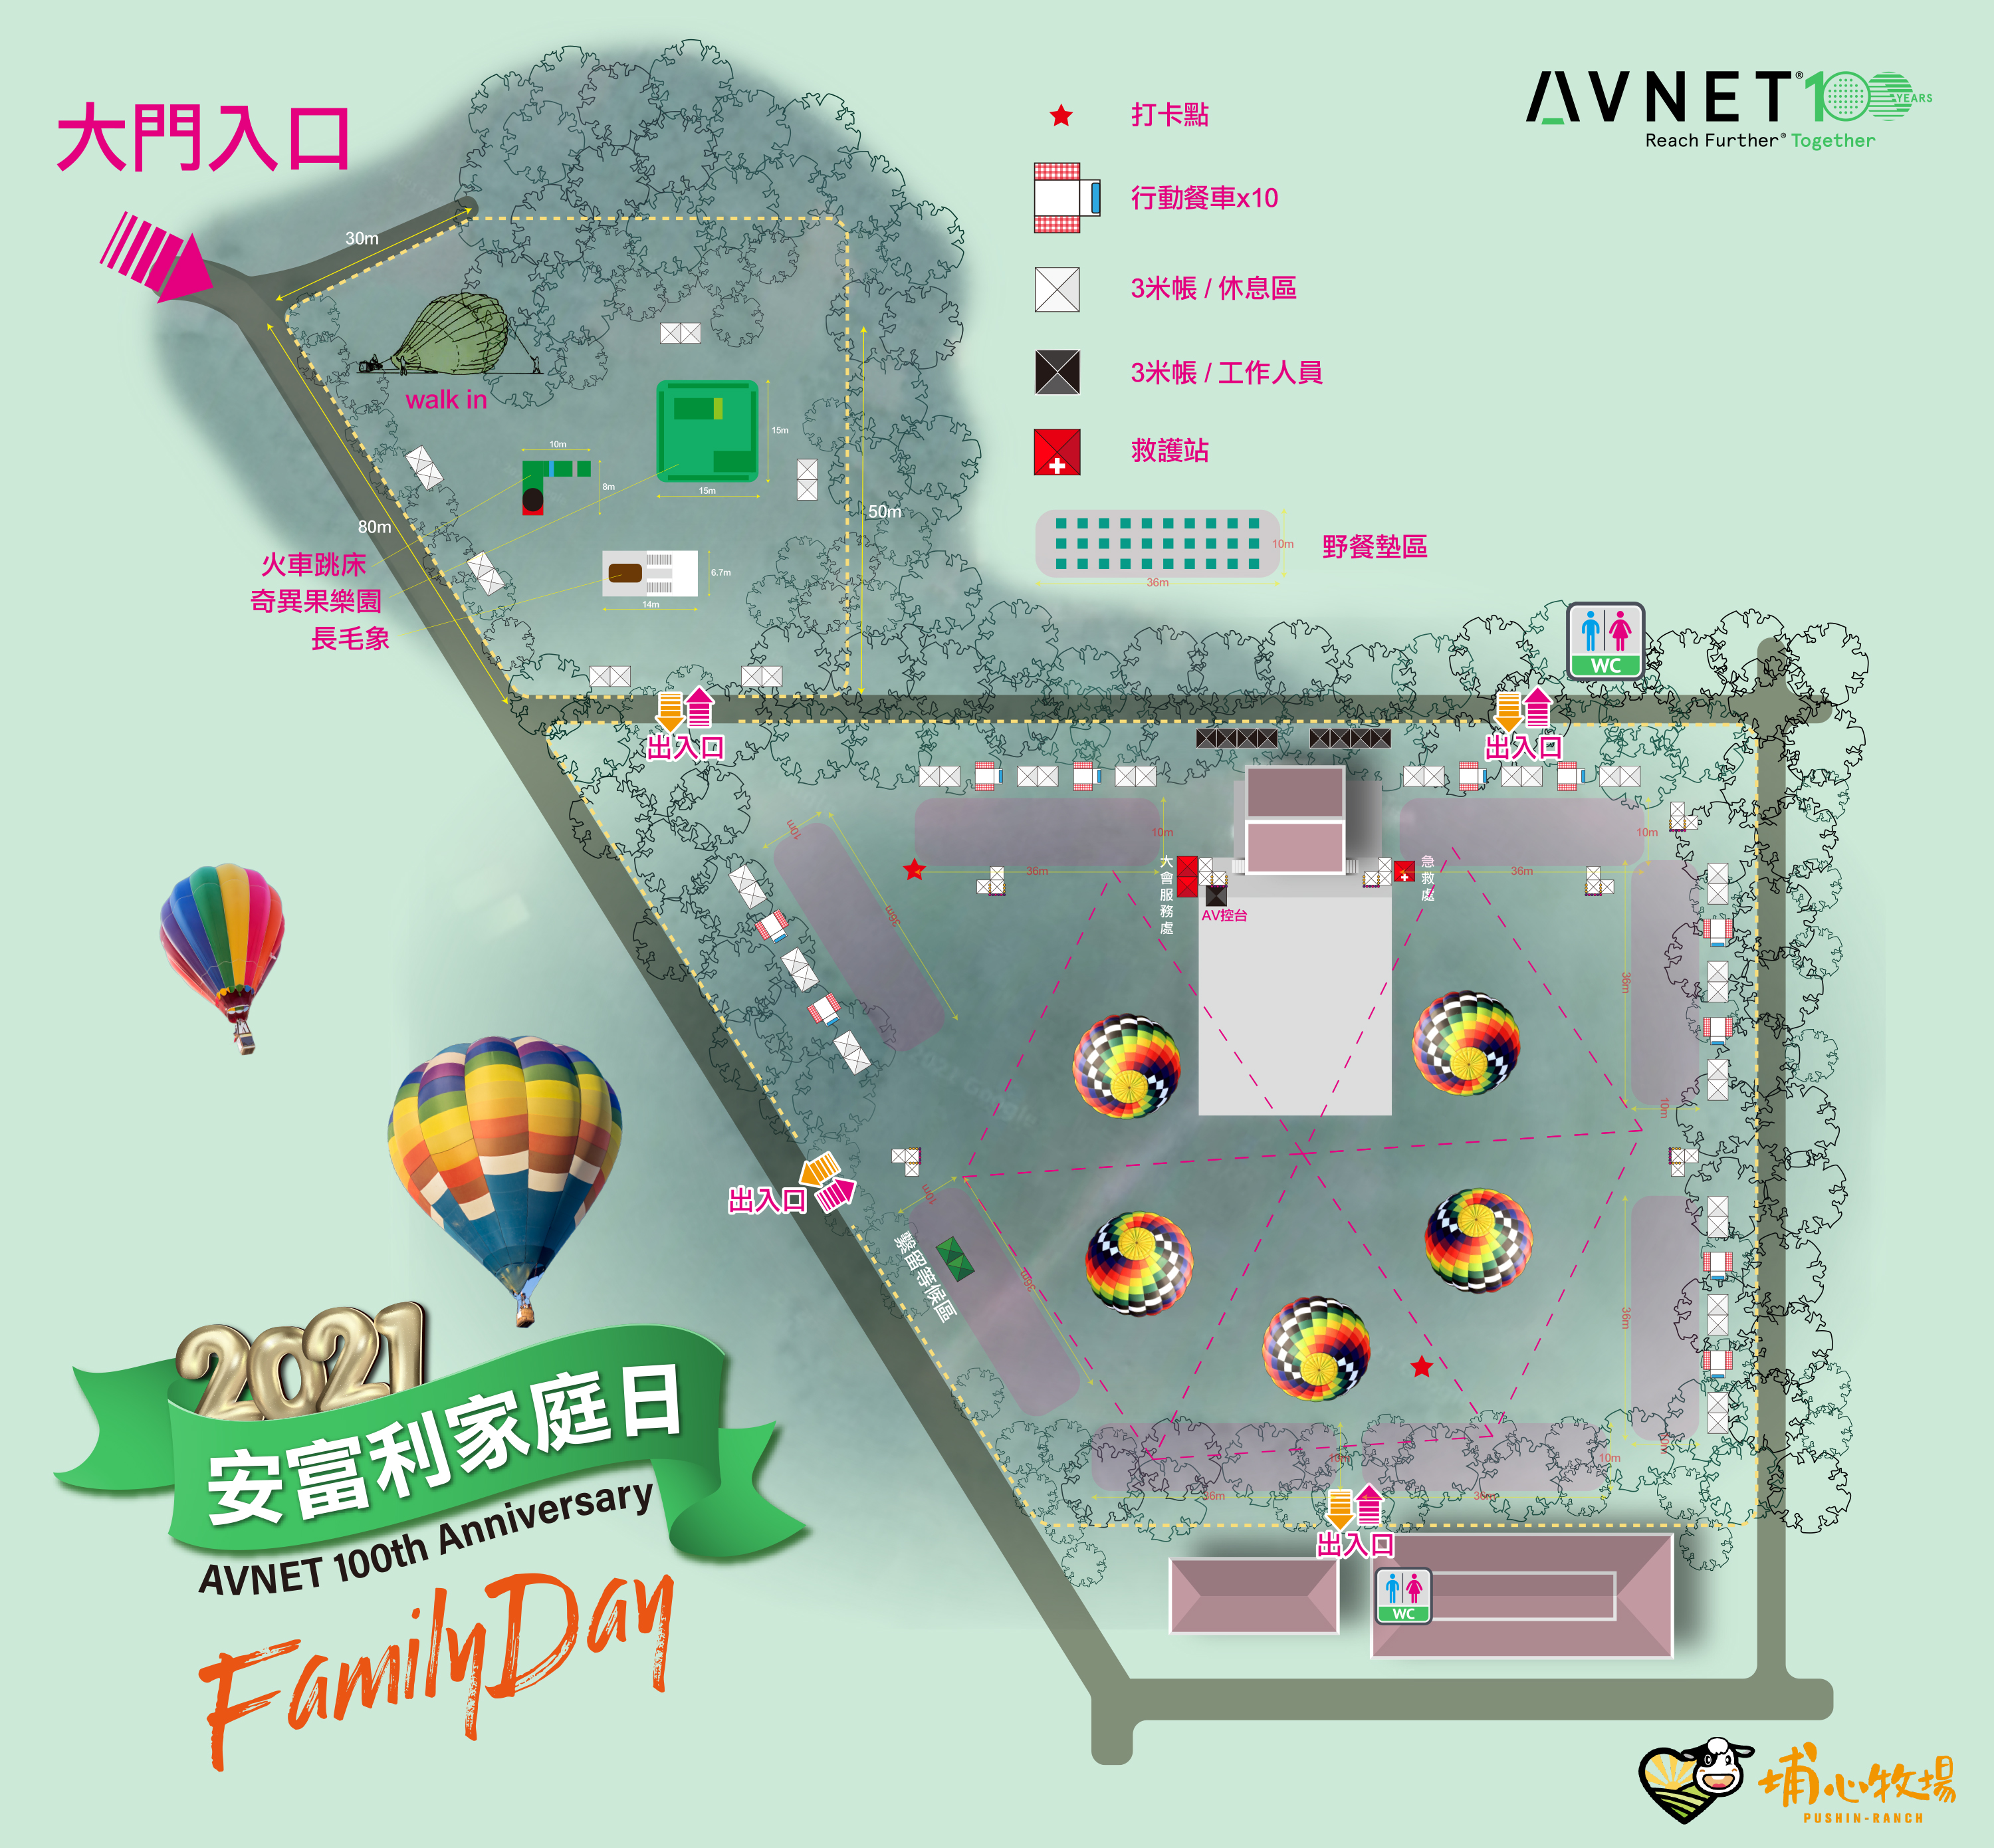 大門入口
AVNET® 100 YEARS
Reach Further® Together
打卡點
行動餐車x10
3米帳 / 休息區
3米帳 / 工作人員
救護站
10m
36m
野餐墊區
30m
walk in
80m
50m
10m
8m
15m
15m
火車跳床
奇異果樂園
長毛象
14m
6.7m
WC
出入口
出入口
10m
36m
10m
36m
10m
36m
大會服務處
急救處
AV控台
36m
10m
出入口
10m
36m
繫留等候區
36m
10m
10m
36m
10m
36m
出入口
WC
2021 Google
2021
安富利家庭日
AVNET 100th Anniversary
Family Day
埔心牧場
PUSHIN-RANCH